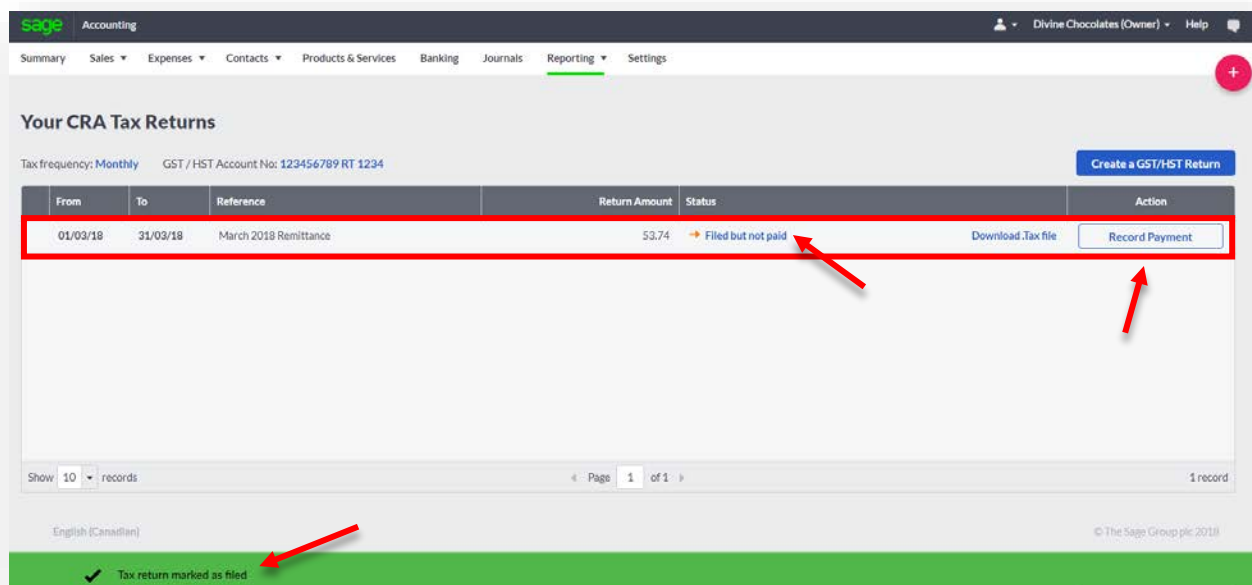 sage Accounting Divine Chocolates (Owner) Help
Summary Sales Expenses Contacts Products & Services Banking Journals Reporting Settings
+
Your CRA Tax Returns
Tax frequency: Monthly GST / HST Account No: 123456789 RT 1234 Create a GST/HST Return
From To Reference Return Amount Status Action
01/03/18 31/03/18 March 2018 Remittance 53.74 Filed but not paid Download .Tax file Record Payment
Show 10 records Page 1 of 1 1 record
English (Canadian) © The Sage Group plc 2018
Tax return marked as filed